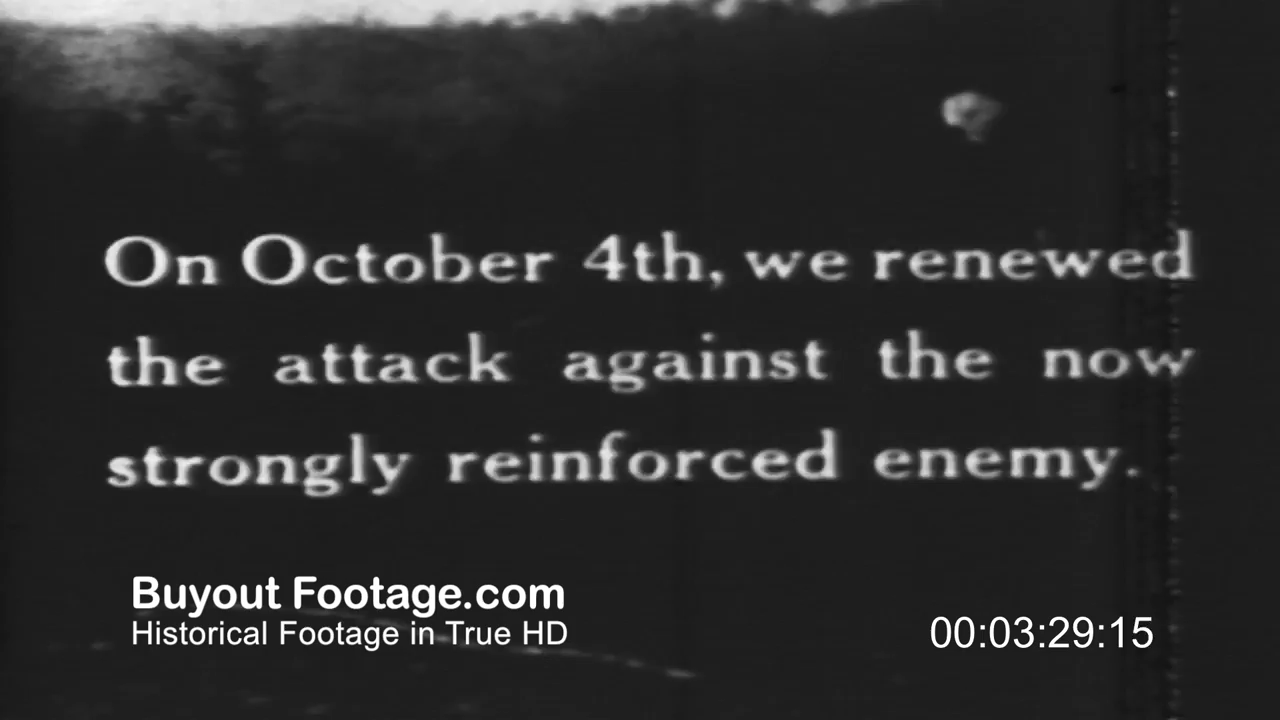 On October 4th, we renewed
the attack against the now
strongly reinforced enemy.
Buyout Footage.com
Historical Footage in True HD
00:03:29:15